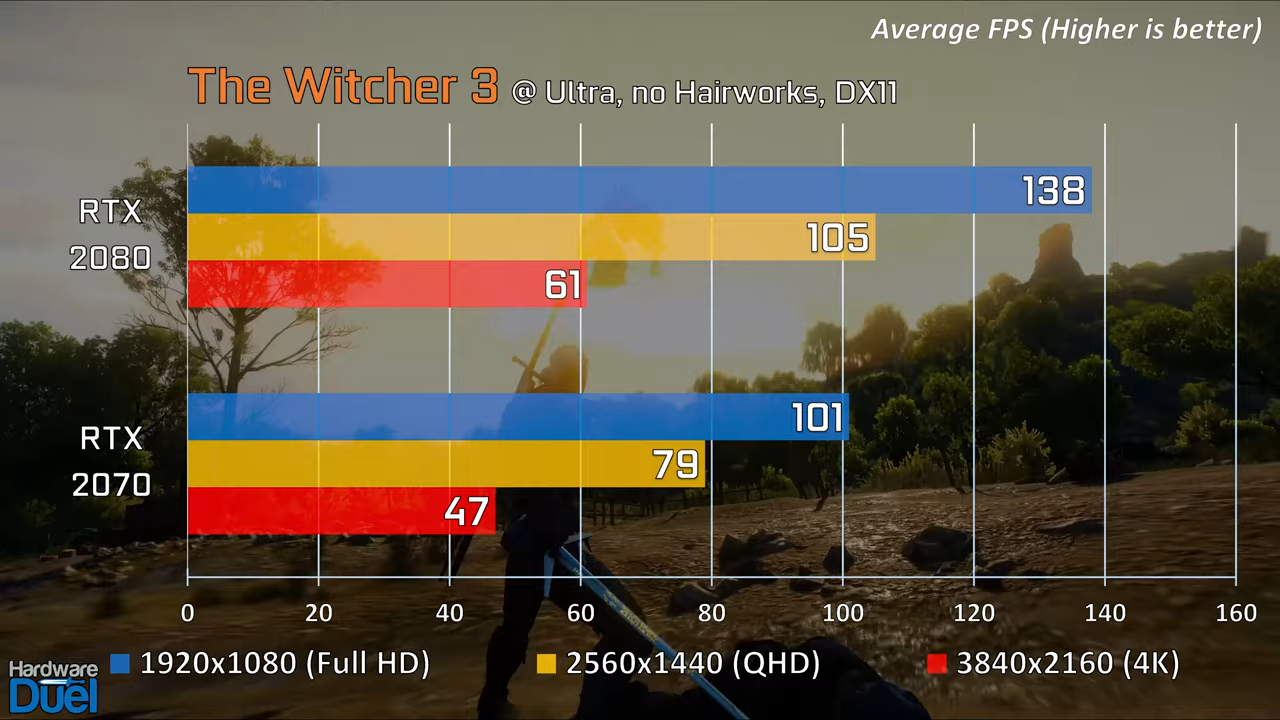 Average FPS (Higher is better)
The Witcher 3 @ Ultra, no Hairworks, DX11
RTX
2080
138
105
61
RTX
2070
101
79
47
0 20 40 60 80 100 120 140 160
1920x1080 (Full HD) 2560x1440 (QHD) 3840x2160 (4K)
Hardware
Duel